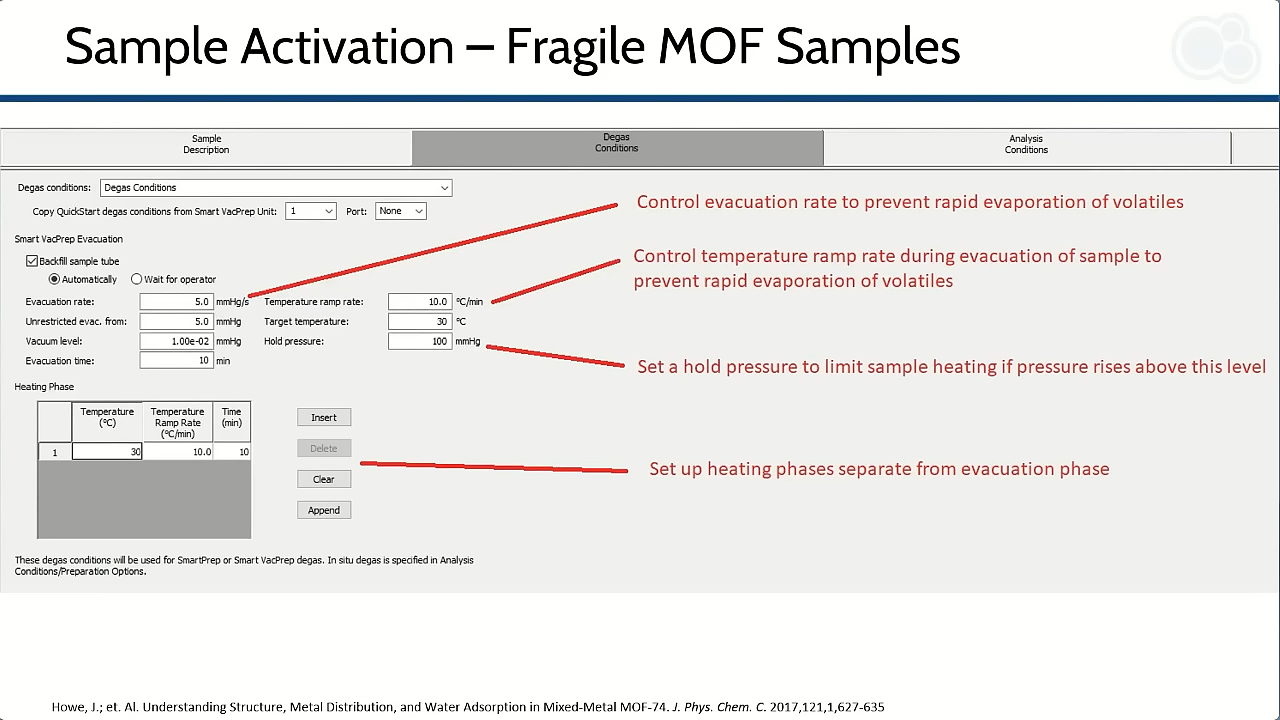 Sample Activation – Fragile MOF Samples
Sample
Description
Degas
Conditions
Analysis
Conditions
Degas conditions: Degas Conditions
Copy QuickStart degas conditions from Smart VacPrep Unit: 1 Port: None
Control evacuation rate to prevent rapid evaporation of volatiles
Smart VacPrep Evacuation
Backfill sample tube
Automatically Wait for operator
Control temperature ramp rate during evacuation of sample to
prevent rapid evaporation of volatiles
Evacuation rate: 5.0 mmHg/s Temperature ramp rate: 10.0 °C/min
Unrestricted evac. from: 5.0 mmHg Target temperature: 30 °C
Vacuum level: 1.00e-02 mmHg Hold pressure: 100 mmHg
Evacuation time: 10 min
Set a hold pressure to limit sample heating if pressure rises above this level
Heating Phase
Temperature
(°C)
Temperature
Ramp Rate
(°C/min)
Time
(min)
1 30 10.0 10
Insert
Delete
Clear
Append
Set up heating phases separate from evacuation phase
These degas conditions will be used for SmartPrep or Smart VacPrep degas. In situ degas is specified in Analysis
Conditions/Preparation Options.
Howe, J.; et. Al. Understanding Structure, Metal Distribution, and Water Adsorption in Mixed-Metal MOF-74. J. Phys. Chem. C. 2017,121,1,627-635